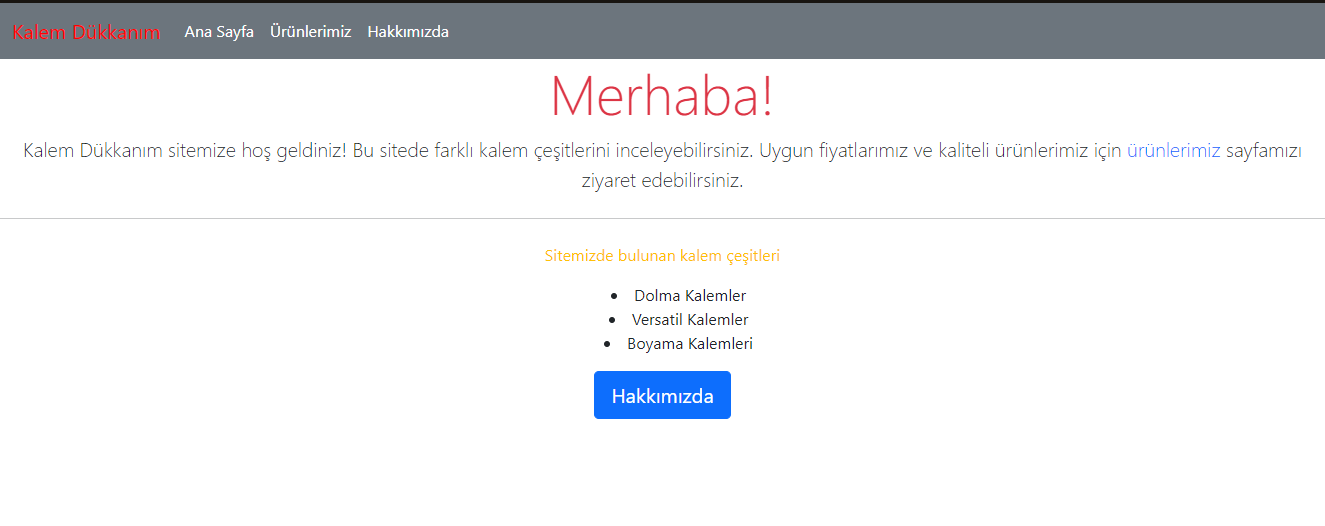 Kalem Dükkanım Ana Sayfa Ürünlerimiz Hakkımızda
Merhaba!
Kalem Dükkanım sitemize hoş geldiniz! Bu sitede farklı kalem çeşitlerini inceleyebilirsiniz. Uygun fiyatlarımız ve kaliteli ürünlerimiz için ürünlerimiz sayfamızı
ziyaret edebilirsiniz.
Sitemizde bulunan kalem çeşitleri
• Dolma Kalemler
• Versatil Kalemler
• Boyama Kalemleri
Hakkımızda